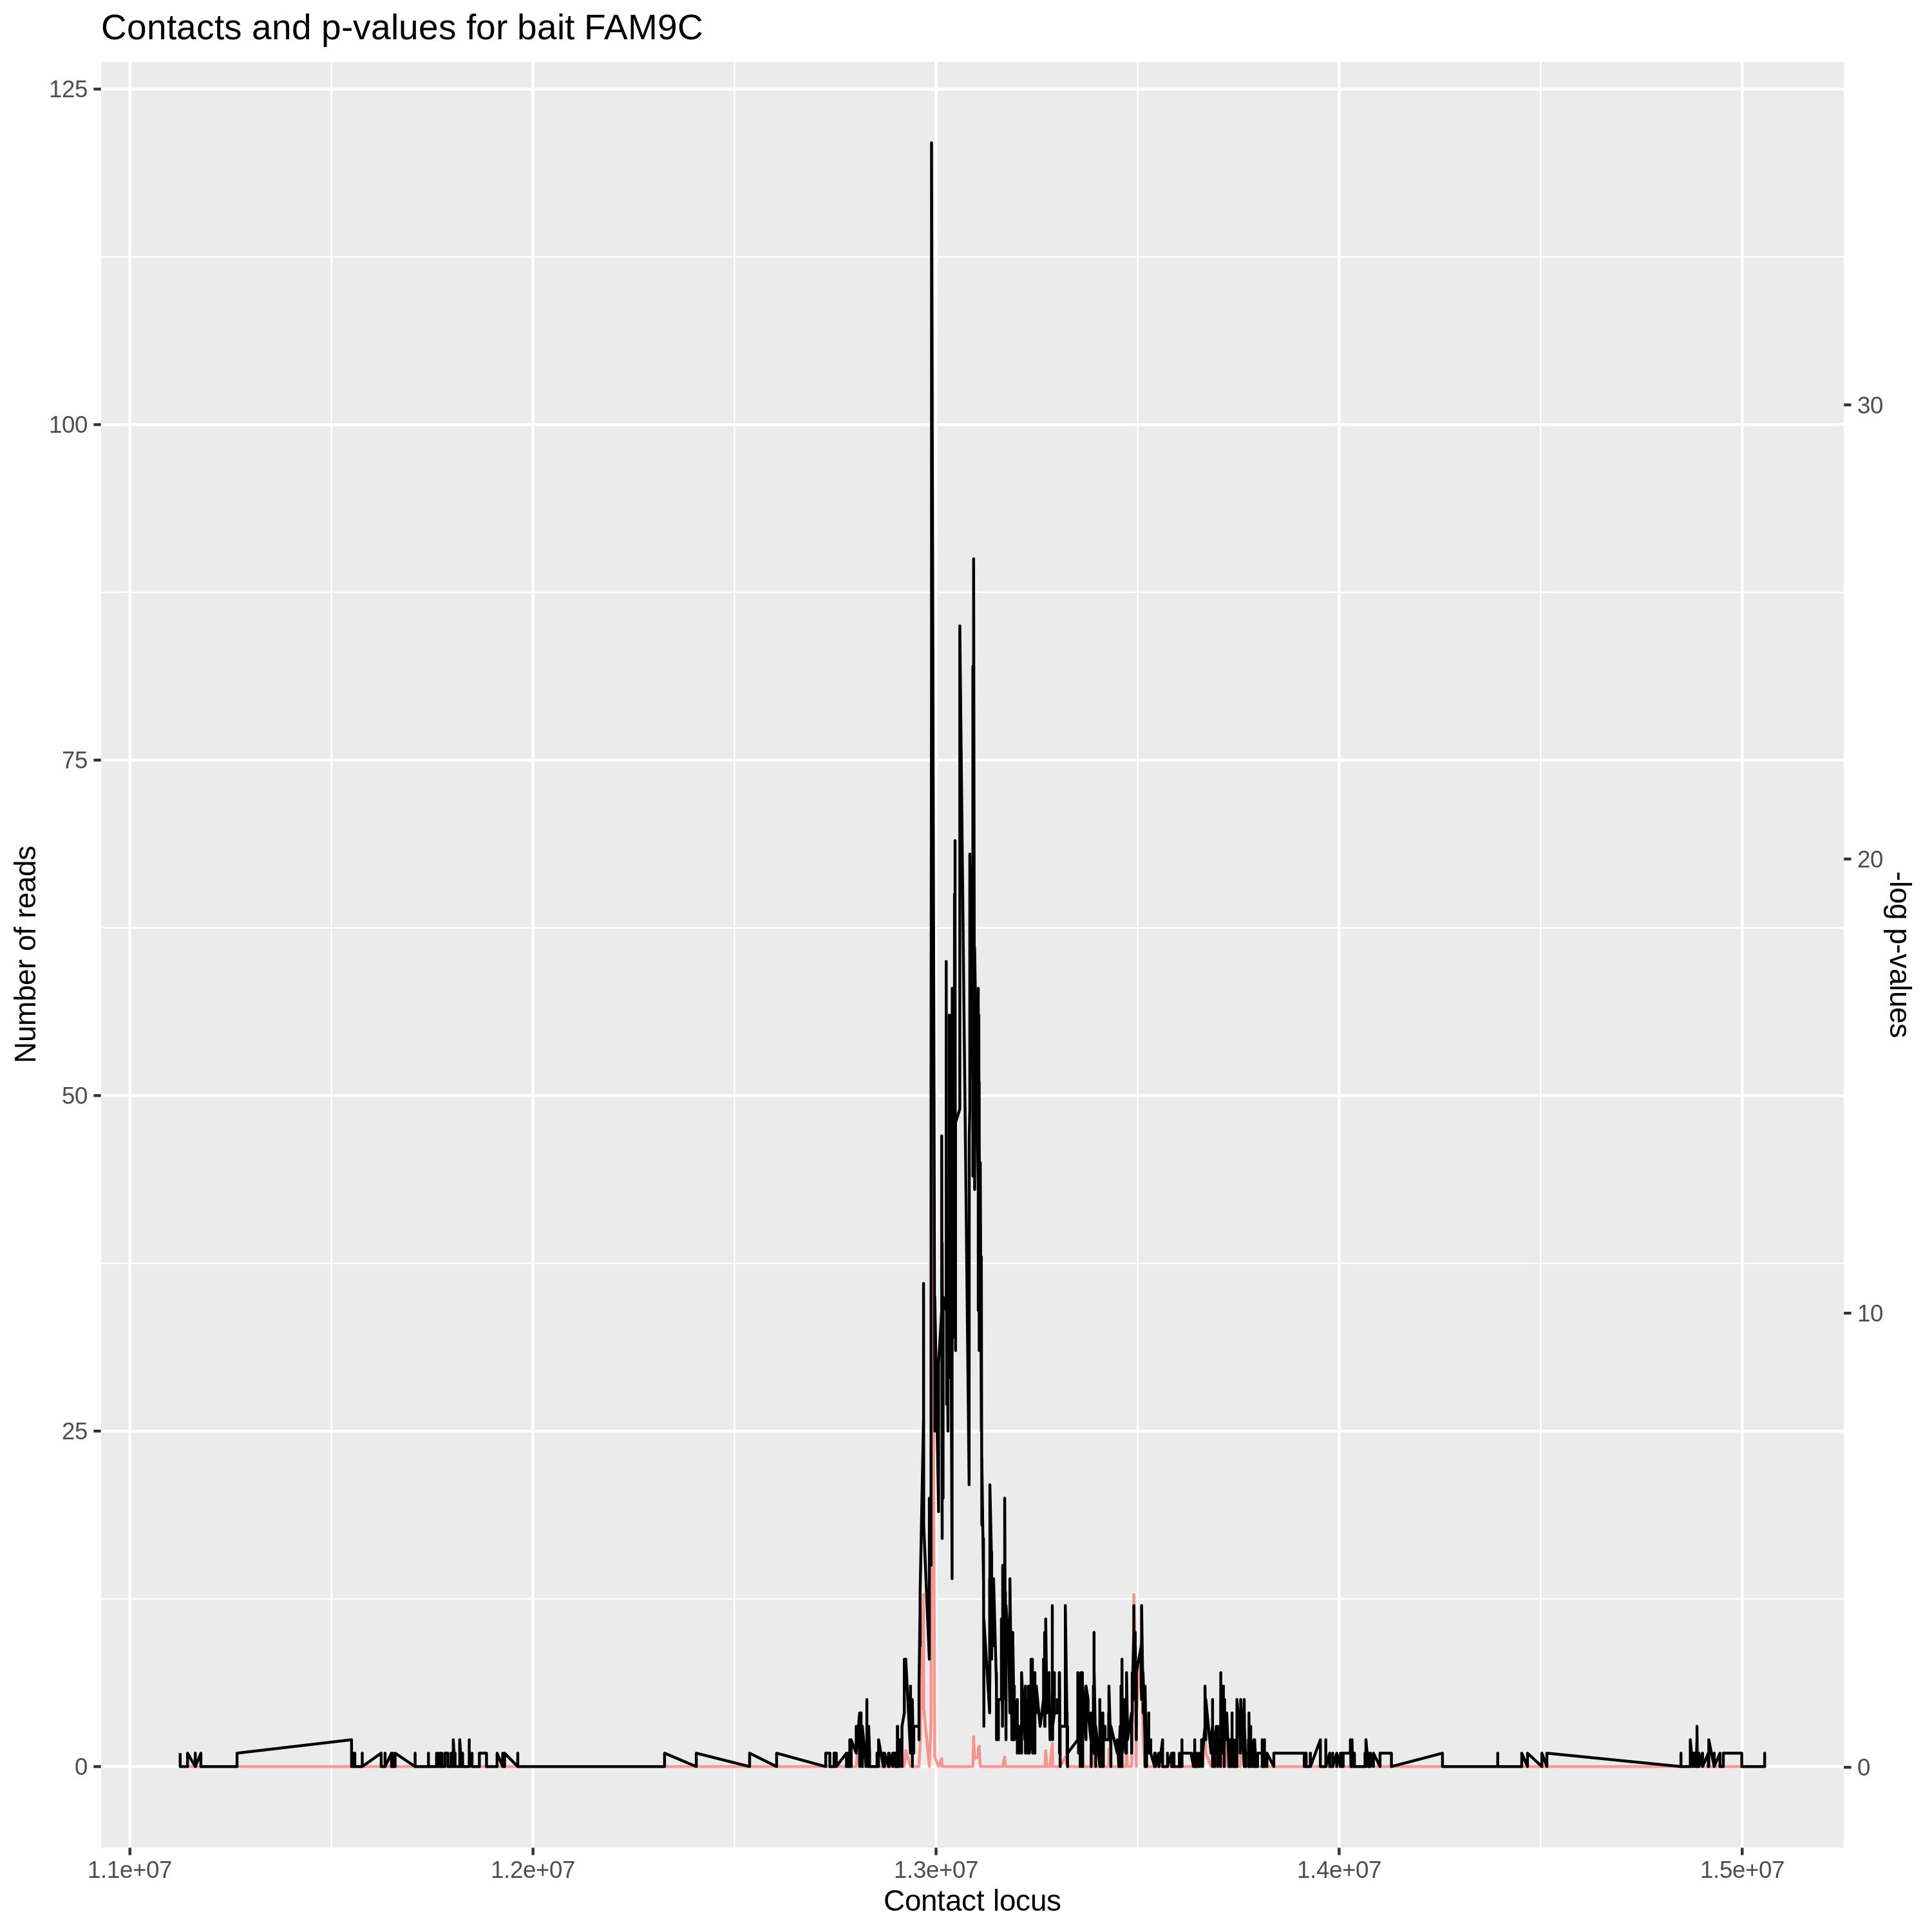 Contacts and p-values for bait FAM9C
125
100
75
50
25
0
Number of reads
30
20
10
0
-log p-values
1.1e+07
1.2e+07
1.3e+07
1.4e+07
1.5e+07
Contact locus